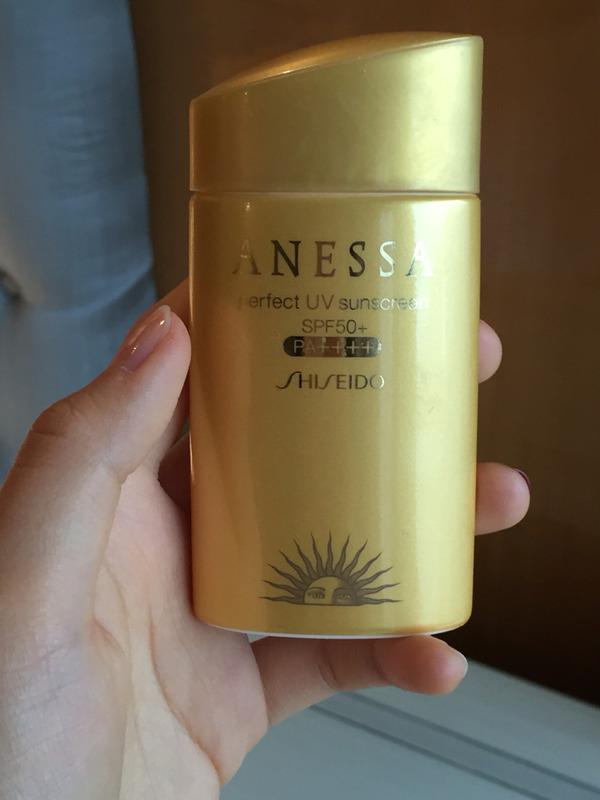 ANESSA
perfect UV sunscreen
SPF50+
PA++++
SHISEIDO